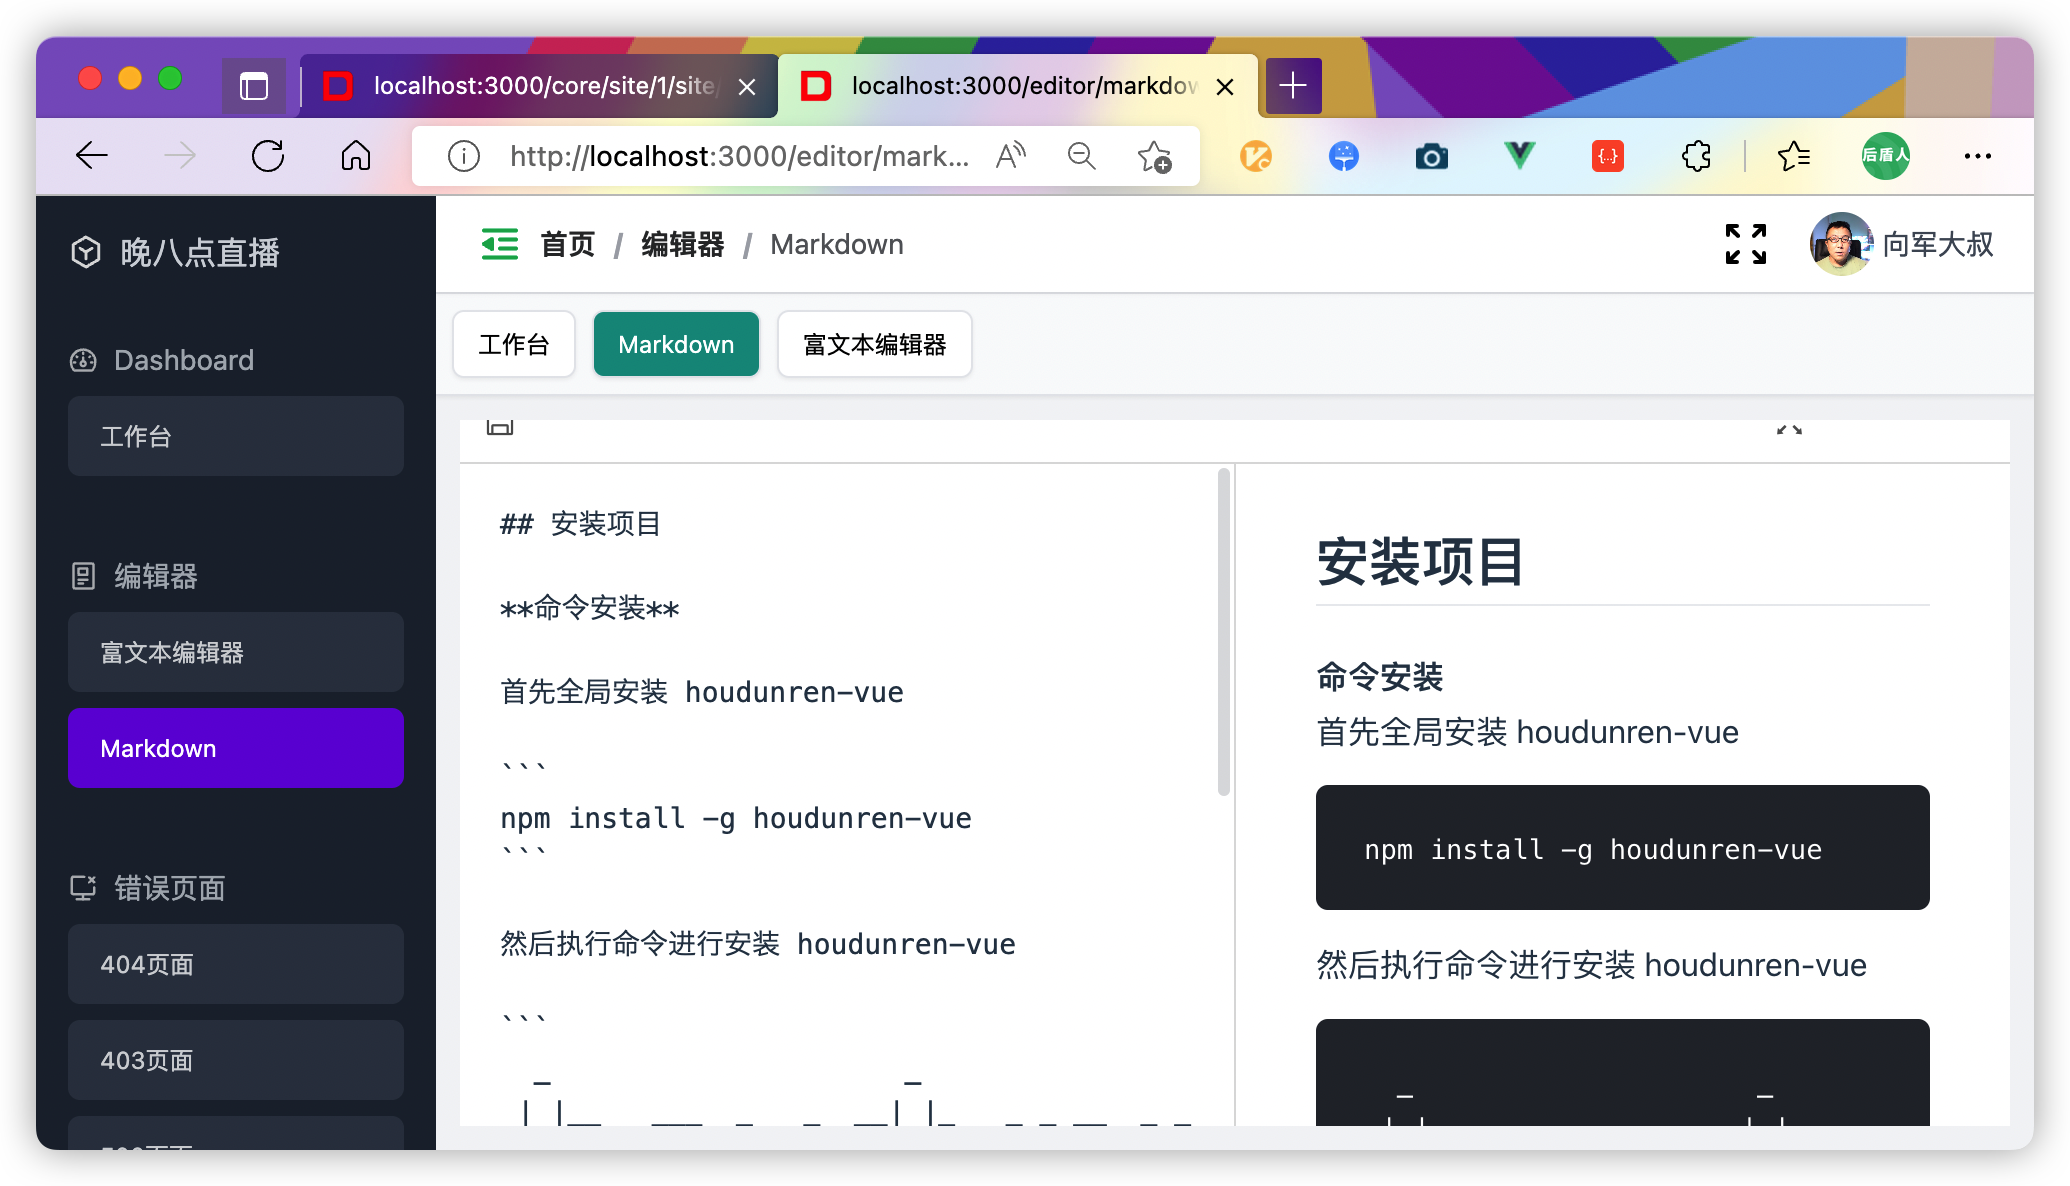 localhost:3000/core/site/1/site/
localhost:3000/editor/markdow
http://localhost:3000/editor/mark...
后盾人
晚八点直播
首页 / 编辑器 / Markdown
向军大叔
工作台
Markdown
富文本编辑器
Dashboard
工作台
编辑器
富文本编辑器
Markdown
错误页面
404页面
403页面
## 安装项目
**命令安装**
首先全局安装 houdunren-vue
```
npm install -g houdunren-vue
```
然后执行命令进行安装 houdunren-vue
```
安装项目
命令安装
首先全局安装 houdunren-vue
npm install -g houdunren-vue
然后执行命令进行安装 houdunren-vue